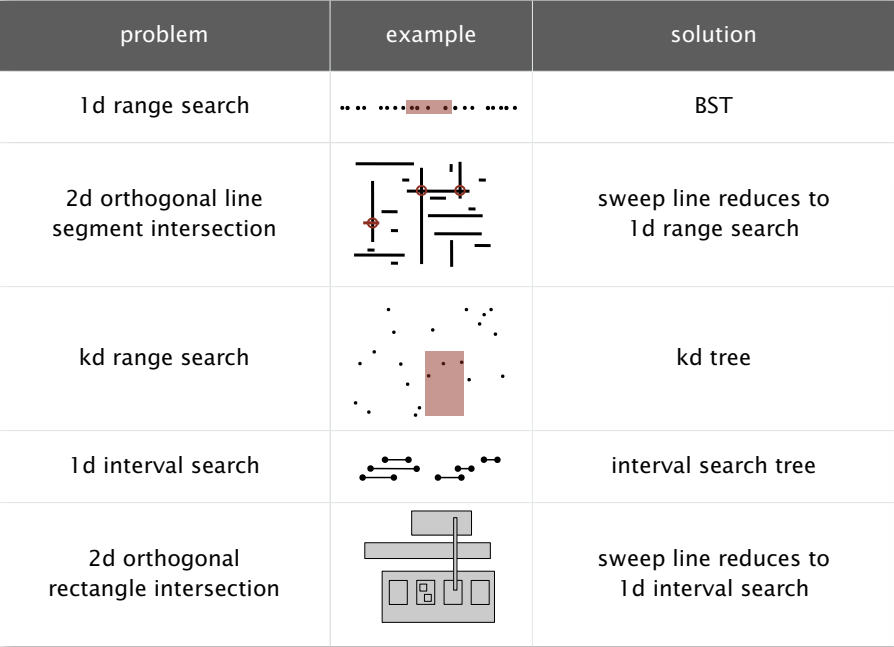 problem
example
solution
1d range search
BST
2d orthogonal line
segment intersection
sweep line reduces to
1d range search
kd range search
kd tree
1d interval search
interval search tree
2d orthogonal
rectangle intersection
sweep line reduces to
1d interval search